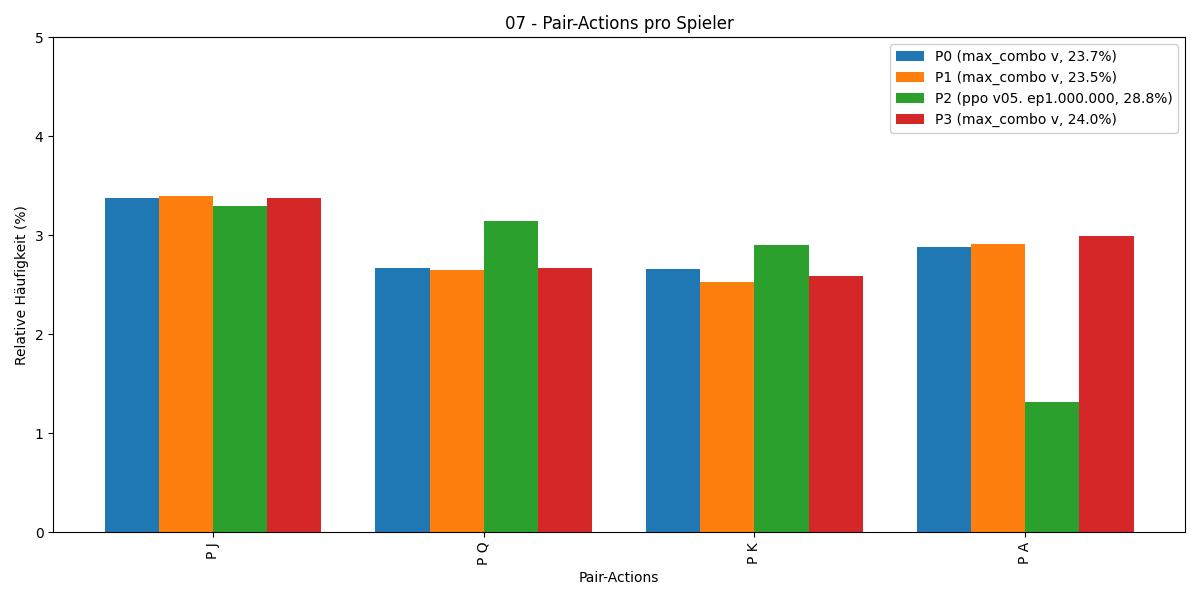 07 - Pair-Actions pro Spieler
P0 (max_combo v, 23.7%)
P1 (max_combo v, 23.5%)
P2 (ppo v05. ep1.000.000, 28.8%)
P3 (max_combo v, 24.0%)
Relative Häufigkeit (%)
5
4
3
2
1
0
P J
P Q
P K
P A
Pair-Actions